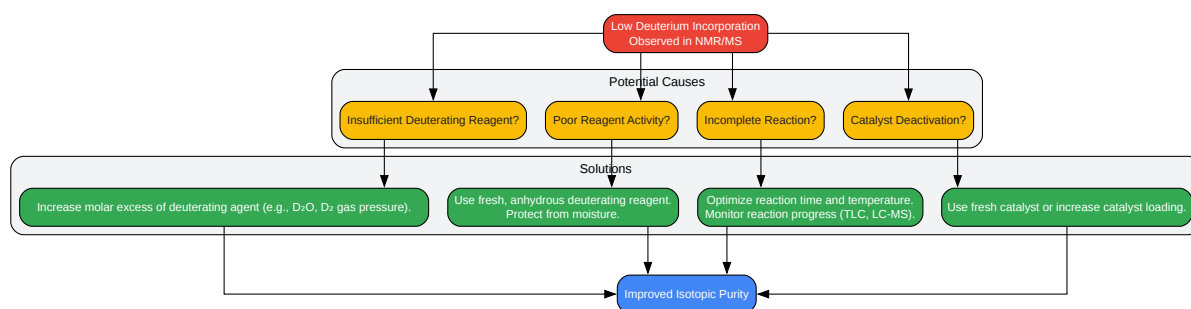 Low Deuterium Incorporation
Observed in NMR/MS
Potential Causes
Insufficient Deuterating Reagent?
Poor Reagent Activity?
Incomplete Reaction?
Catalyst Deactivation?
Solutions
Increase molar excess of deuterating agent (e.g., D₂O, D₂ gas pressure).
Use fresh, anhydrous deuterating reagent.
Protect from moisture.
Optimize reaction time and temperature.
Monitor reaction progress (TLC, LC-MS).
Use fresh catalyst or increase catalyst loading.
Improved Isotopic Purity